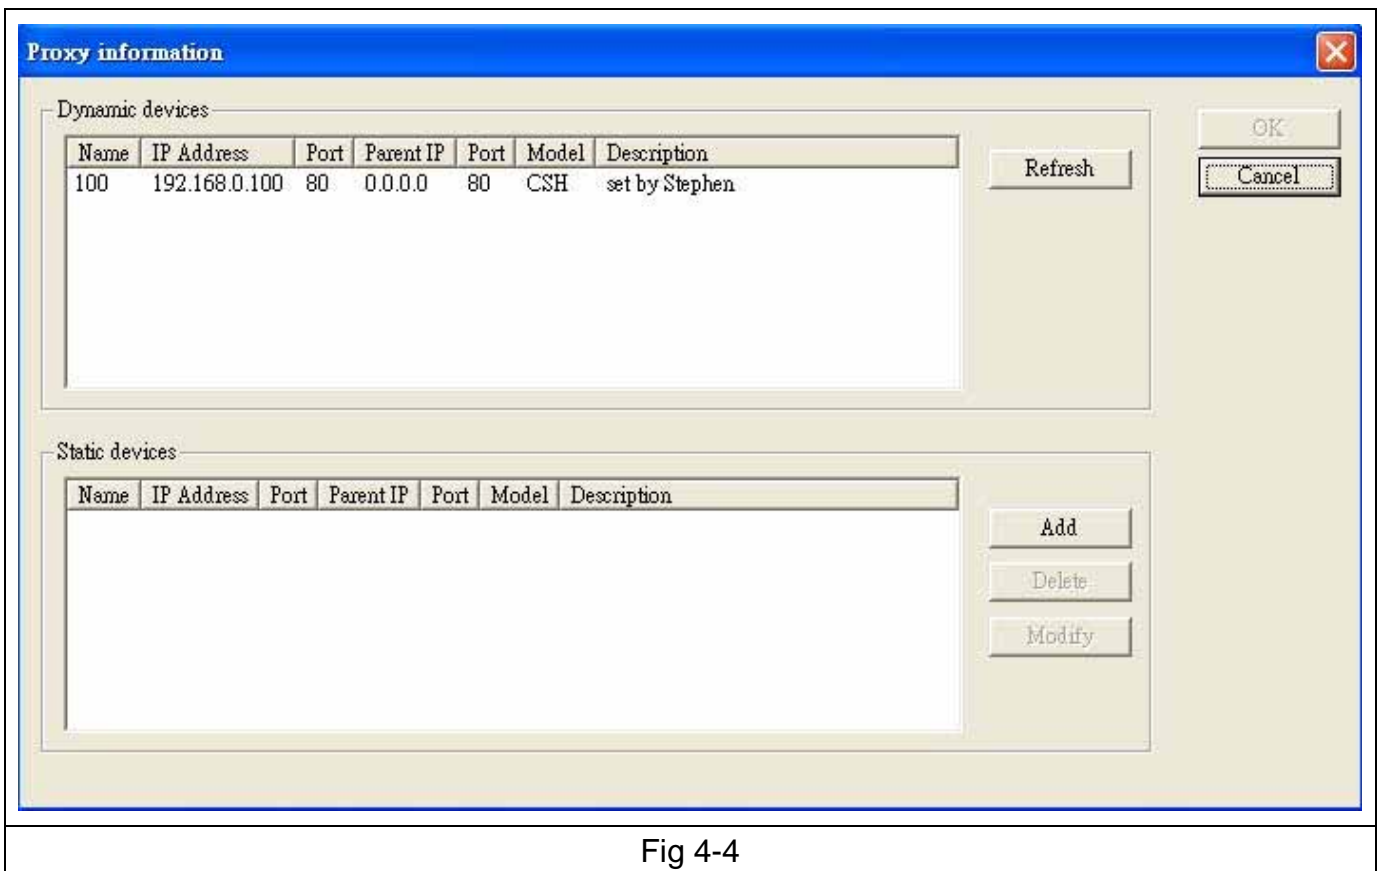 Proxy information
Dynamic devices
OK
Cancel
Name IP Address Port Parent IP Port Model Description
100 192.168.0.100 80 0.0.0.0 80 CSH set by Stephen
Refresh
Static devices
Name IP Address Port Parent IP Port Model Description
Add
Delete
Modify
Fig 4-4